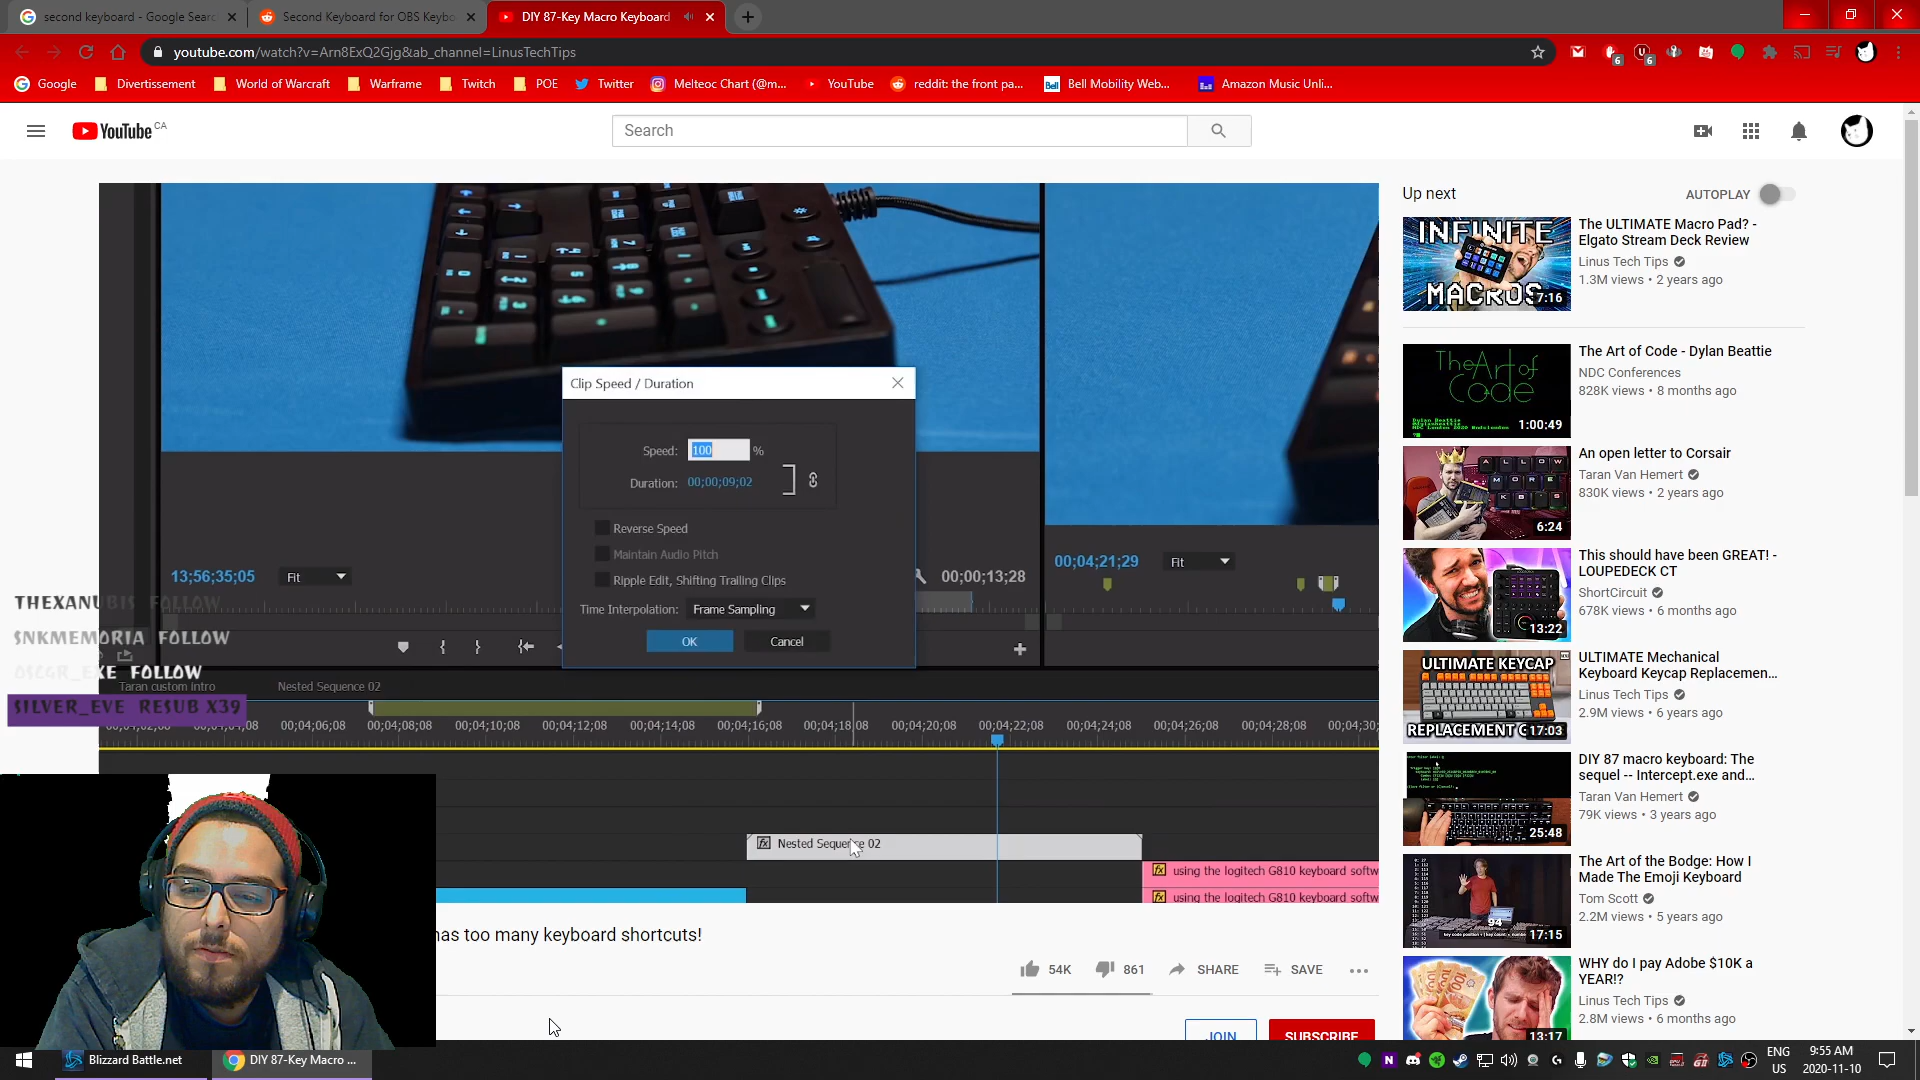 second keyboard - Google Searc
Second Keyboard for OBS Keybo
DIY 87-Key Macro Keyboard
youtube.com/watch?v=Arn8ExQ2Gjg&ab_channel=LinusTechTips
6
6
Google
Divertissement
World of Warcraft
Warframe
Twitch
POE
Twitter
Melteoc Chart (@m...
YouTube
reddit: the front pa...
Bell
Bell Mobility Web...
Amazon Music Unli...
YouTube CA
Search
Clip Speed / Duration
Speed: 100 %
Duration: 00;00;09;02
Reverse Speed
Maintain Audio Pitch
Ripple Edit, Shifting Trailing Clips
Time Interpolation: Frame Sampling
OK
Cancel
13;56;35;05
Fit
00;00;13;28
00;04;21;29
Fit
THEXANUBIS FOLLOW
SNKMEMORIA FOLLOW
OSCGR_EXE FOLLOW
SILVER_EVE RESUB X39
Taran custom Intro
Nested Sequence 02
00;04;06;08
00;04;08;08
00;04;10;08
00;04;12;08
00;04;14;08
00;04;16;08
00;04;18;08
00;04;20;08
00;04;22;08
00;04;24;08
00;04;26;08
00;04;28;08
00;04;30;
fx Nested Sequence 02
fx using the logitech G810 keyboard softw
fx using the logitech G810 keyboard softw
has too many keyboard shortcuts!
54K
861
SHARE
SAVE
JOIN
SUBSCRIBE
Up next
AUTOPLAY
INFINITE
MACROS
7:16
The ULTIMATE Macro Pad? -
Elgato Stream Deck Review
Linus Tech Tips
1.3M views • 2 years ago
The Art of
Code
1:00:49
The Art of Code - Dylan Beattie
NDC Conferences
828K views • 8 months ago
6:24
An open letter to Corsair
Taran Van Hemert
830K views • 2 years ago
13:22
This should have been GREAT! -
LOUPEDECK CT
ShortCircuit
678K views • 6 months ago
ULTIMATE KEYCAP
REPLACEMENT G
17:03
ULTIMATE Mechanical
Keyboard Keycap Replacemen...
Linus Tech Tips
2.9M views • 6 years ago
25:48
DIY 87 macro keyboard: The
sequel -- Intercept.exe and...
Taran Van Hemert
79K views • 3 years ago
94
17:15
The Art of the Bodge: How I
Made The Emoji Keyboard
Tom Scott
2.2M views • 5 years ago
13:17
WHY do I pay Adobe $10K a
YEAR!?
Linus Tech Tips
2.8M views • 6 months ago
Blizzard Battle.net
DIY 87-Key Macro ...
ENG
US
9:55 AM
2020-11-10